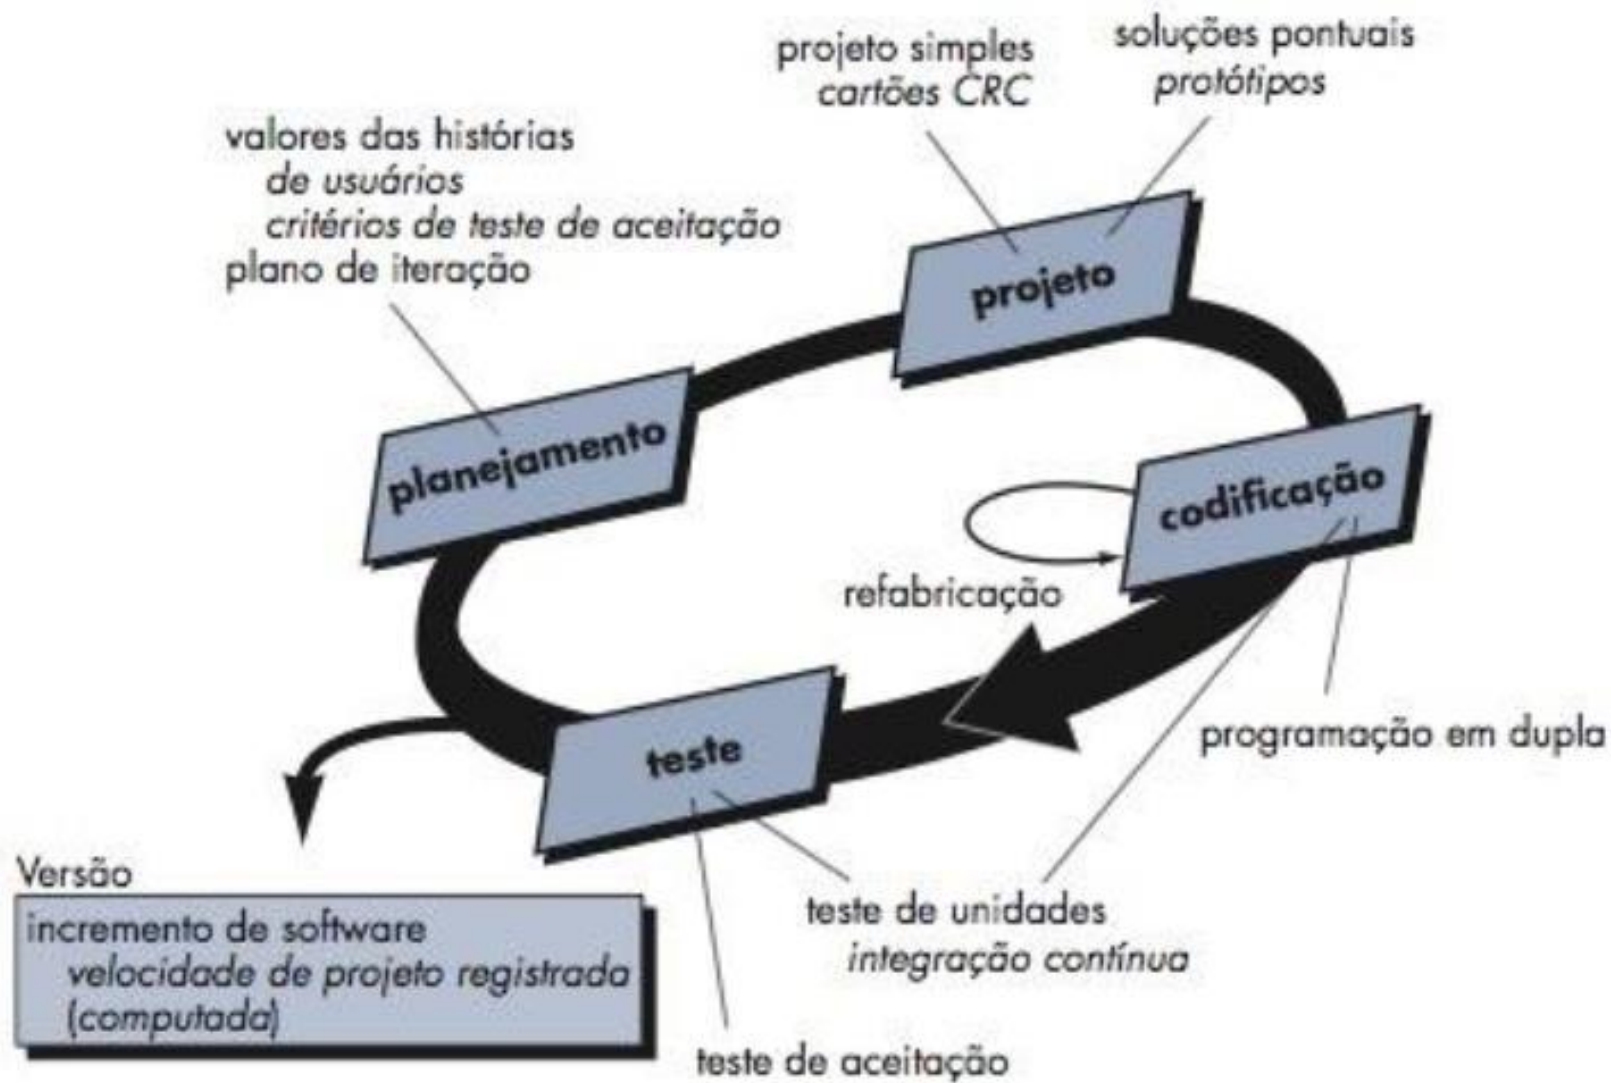 projeto simples
cartões CRC
soluções pontuais
protótipos
valores das histórias
de usuários
critérios de teste de aceitação
plano de iteração
projeto
planejamento
codificação
refabricação
programação em dupla
teste
Versão
incremento de software
velocidade de projeto registrada
(computada)
teste de unidades
integração contínua
teste de aceitação